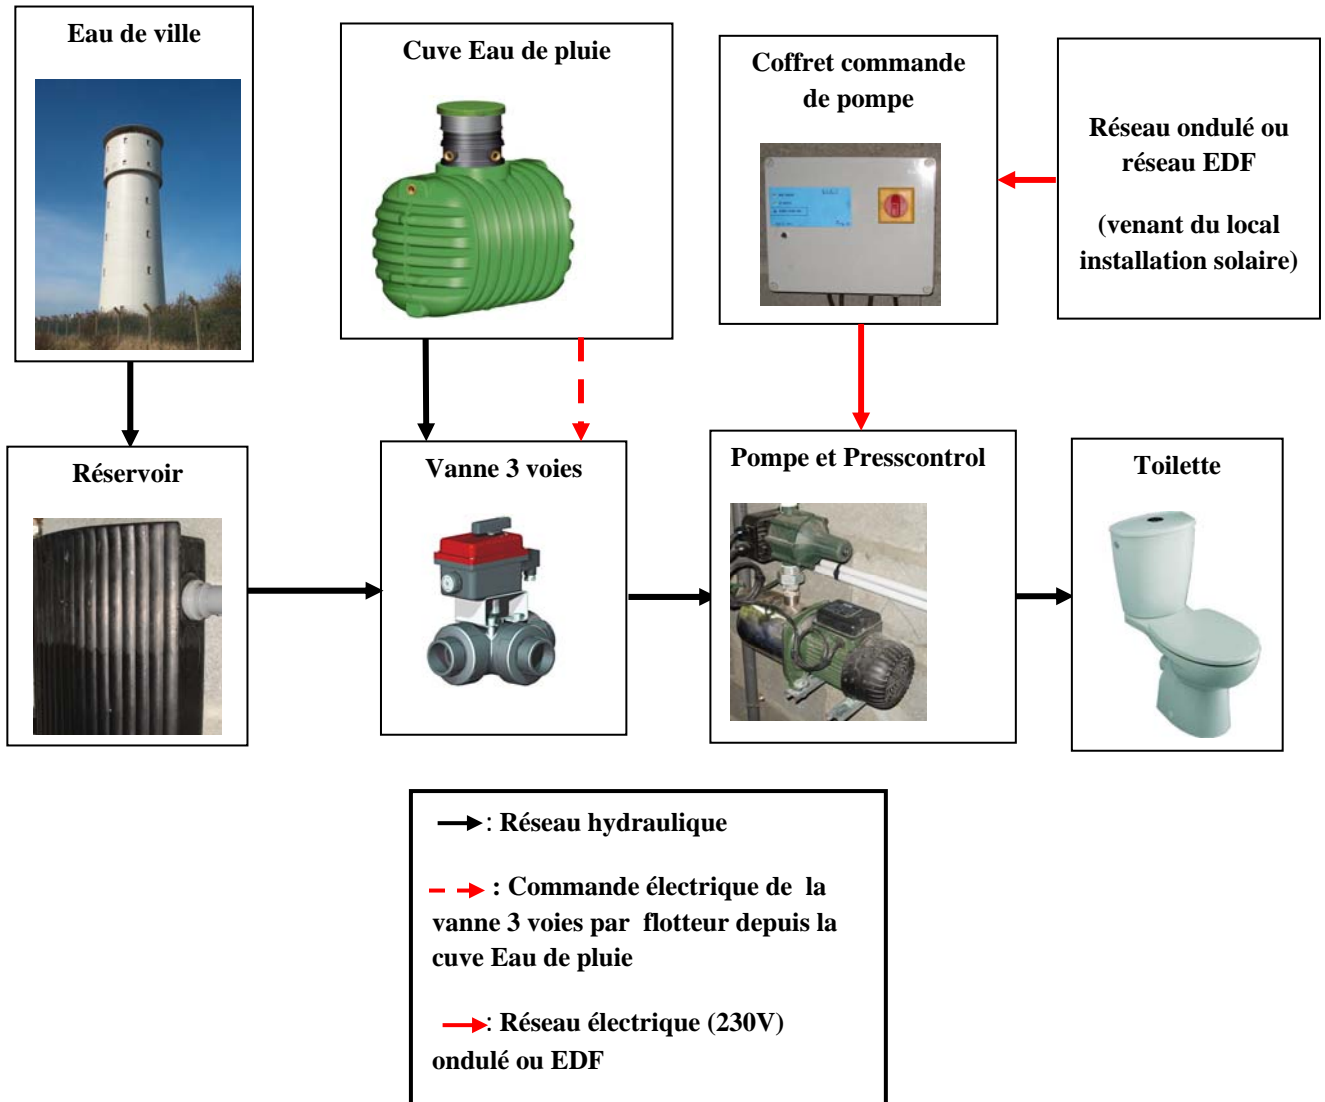 Eau de ville
Cuve Eau de pluie
Coffret commande
de pompe
Réseau ondulé ou
réseau EDF
(venant du local
installation solaire)
Réservoir
Vanne 3 voies
Pompe et Presscontrol
Toilette
: Réseau hydraulique
: Commande électrique de la
vanne 3 voies par flotteur depuis la
cuve Eau de pluie
: Réseau électrique (230V)
ondulé ou EDF